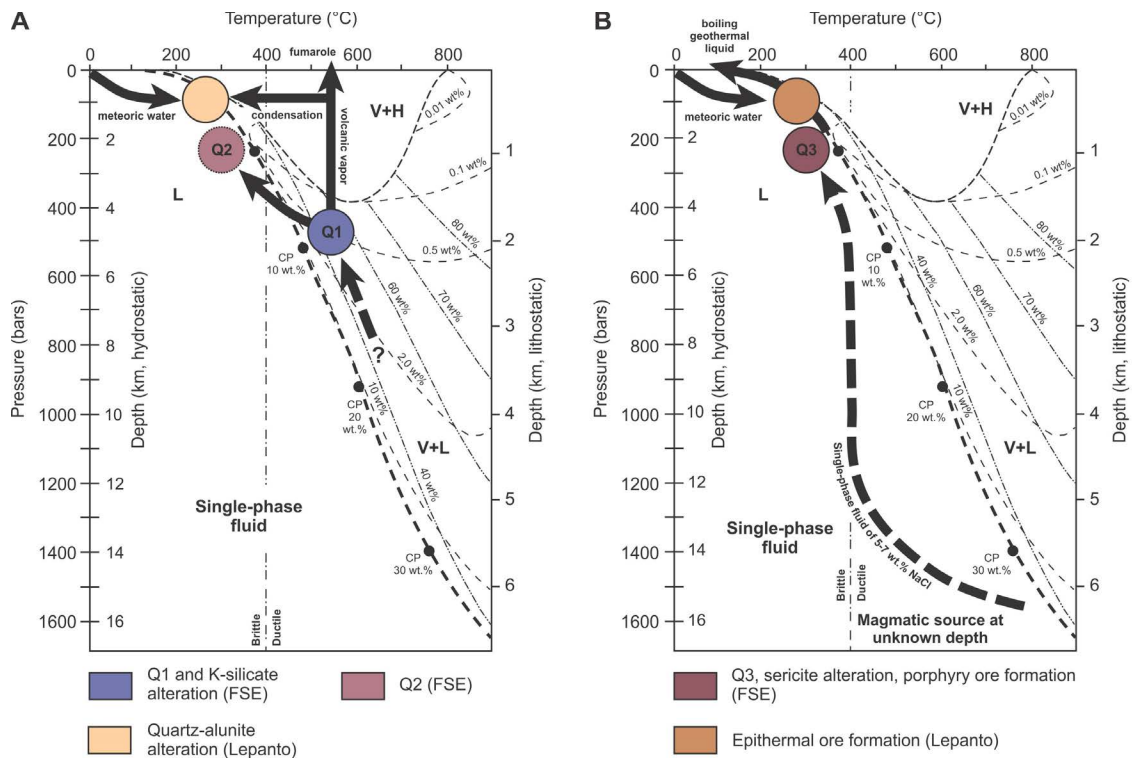 A
Temperature (°C)
0
200
400
600
800
fumarole
0
200
400
600
800
1000
1200
1400
1600
Pressure (bars)
2
4
6
8
10
12
14
16
Depth (km, hydrostatic)
1
2
3
4
5
6
Depth (km, lithostatic)
meteoric water
condensation
volcanic vapor
V+H
0.01 wt%
0.1 wt%
Q2
L
Q1
80 wt%
0.5 wt%
70 wt%
60 wt%
CP
10 wt.%
?
2.0 wt%
CP
20
wt.%
10 wt%
V+L
40 wt%
Single-phase
fluid
CP
30 wt.%
Brittle
Ductile
Q1 and K-silicate
alteration (FSE)
Q2 (FSE)
Quartz-alunite
alteration (Lepanto)
B
Temperature (°C)
boiling
geothermal
liquid
0
200
400
600
800
0
200
400
600
800
1000
1200
1400
1600
Pressure (bars)
2
4
6
8
10
12
14
16
Depth (km, hydrostatic)
1
2
3
4
5
6
Depth (km, lithostatic)
meteoric water
V+H
0.01 wt%
0.1 wt%
Q3
L
80 wt%
0.5 wt%
40 wt%
60 wt%
70 wt%
CP
10
wt.%
2.0 wt%
CP
20 wt.%
10 wt%
V+L
Single-phase fluid of 5-7 wt.% NaCl
Single-phase
fluid
CP
30 wt.%
Brittle
Ductile
Magmatic source at
unknown depth
Q3, sericite alteration, porphyry ore formation
(FSE)
Epithermal ore formation (Lepanto)